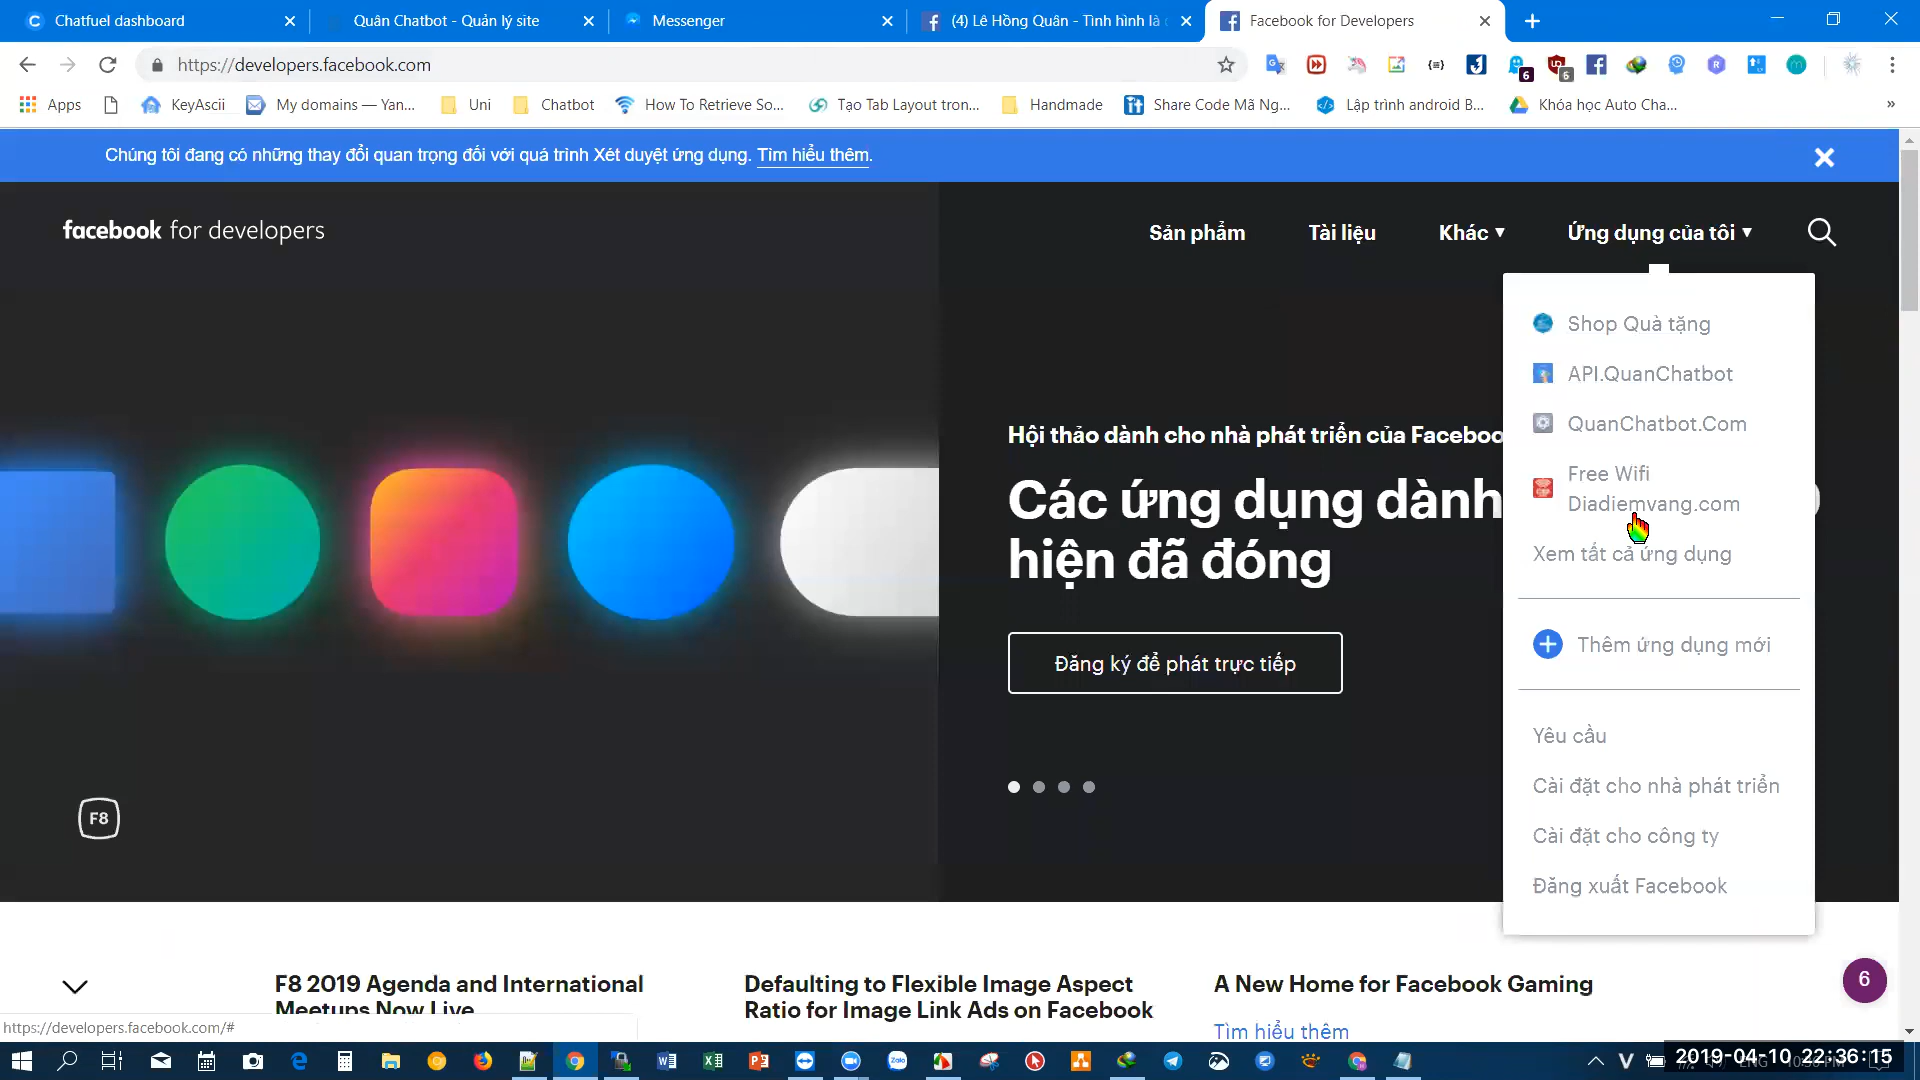 Chatfuel dashboard
Quân Chatbot - Quản lý site
Messenger
(4) Lê Hồng Quân - Tình hình là
Facebook for Developers
https://developers.facebook.com
6
6
Apps
KeyAscii
My domains — Yan...
Uni
Chatbot
How To Retrieve So...
Tạo Tab Layout tron...
Handmade
Share Code Mã Ng...
Lập trình android B...
Khóa học Auto Cha...
Chúng tôi đang có những thay đổi quan trọng đối với quá trình Xét duyệt ứng dụng. Tìm hiểu thêm.
facebook for developers
Sản phẩm
Tài liệu
Khác
Ứng dụng của tôi
Shop Quà tặng
API.QuanChatbot
QuanChatbot.Com
Free Wifi
Diadiemvang.com
Xem tất cả ứng dụng
Thêm ứng dụng mới
Yêu cầu
Cài đặt cho nhà phát triển
Cài đặt cho công ty
Đăng xuất Facebook
Hội thảo dành cho nhà phát triển của Faceboo
Các ứng dụng dành
hiện đã đóng
Đăng ký để phát trực tiếp
F8
F8 2019 Agenda and International
Meetups Now Live
Defaulting to Flexible Image Aspect
Ratio for Image Link Ads on Facebook
A New Home for Facebook Gaming
Tìm hiểu thêm
6
https://developers.facebook.com/#
2019-04-10 22:36:15